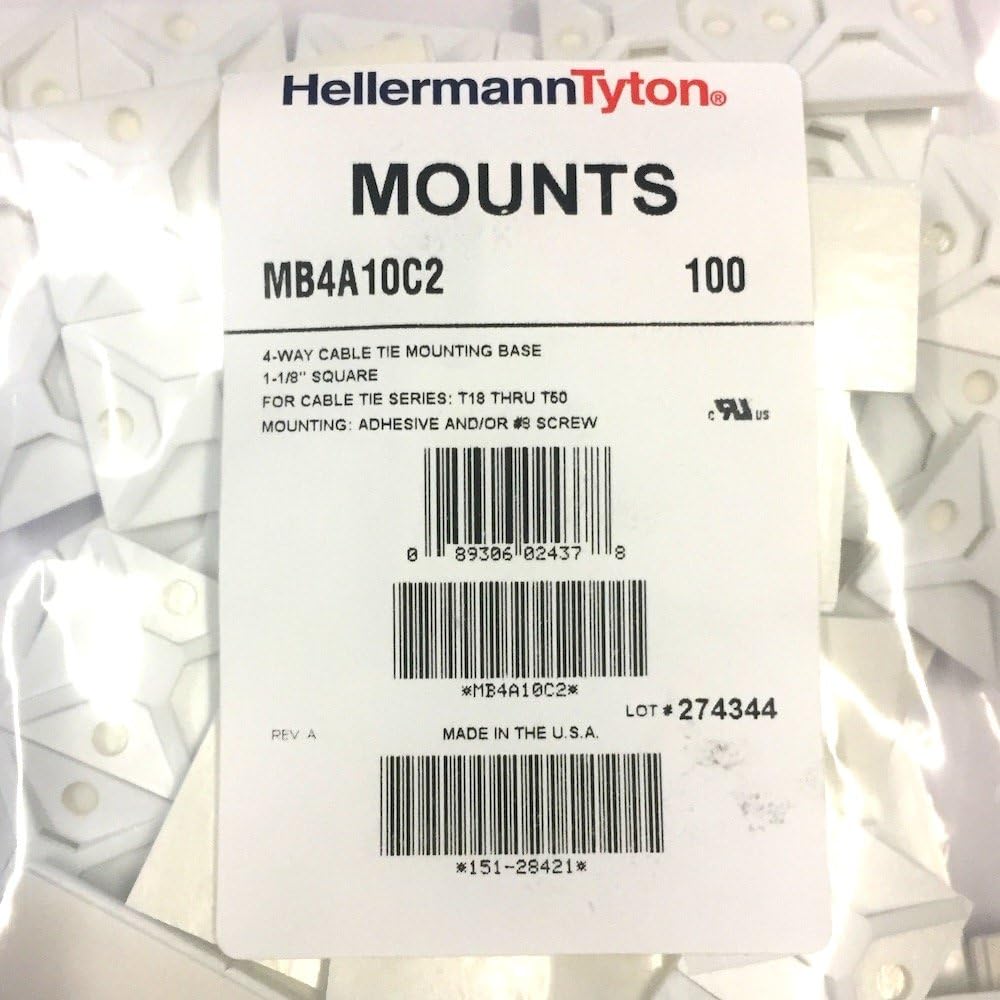 HellermannTyton®
MOUNTS
MB4A10C2 100
4-WAY CABLE TIE MOUNTING BASE
1-1/8" SQUARE
FOR CABLE TIE SERIES: T18 THRU T50
MOUNTING: ADHESIVE AND/OR #8 SCREW
c RU US
0 89306 02437 8
*MB4A10C2*
LOT # 274344
REV A MADE IN THE U.S.A.
*151-28421*